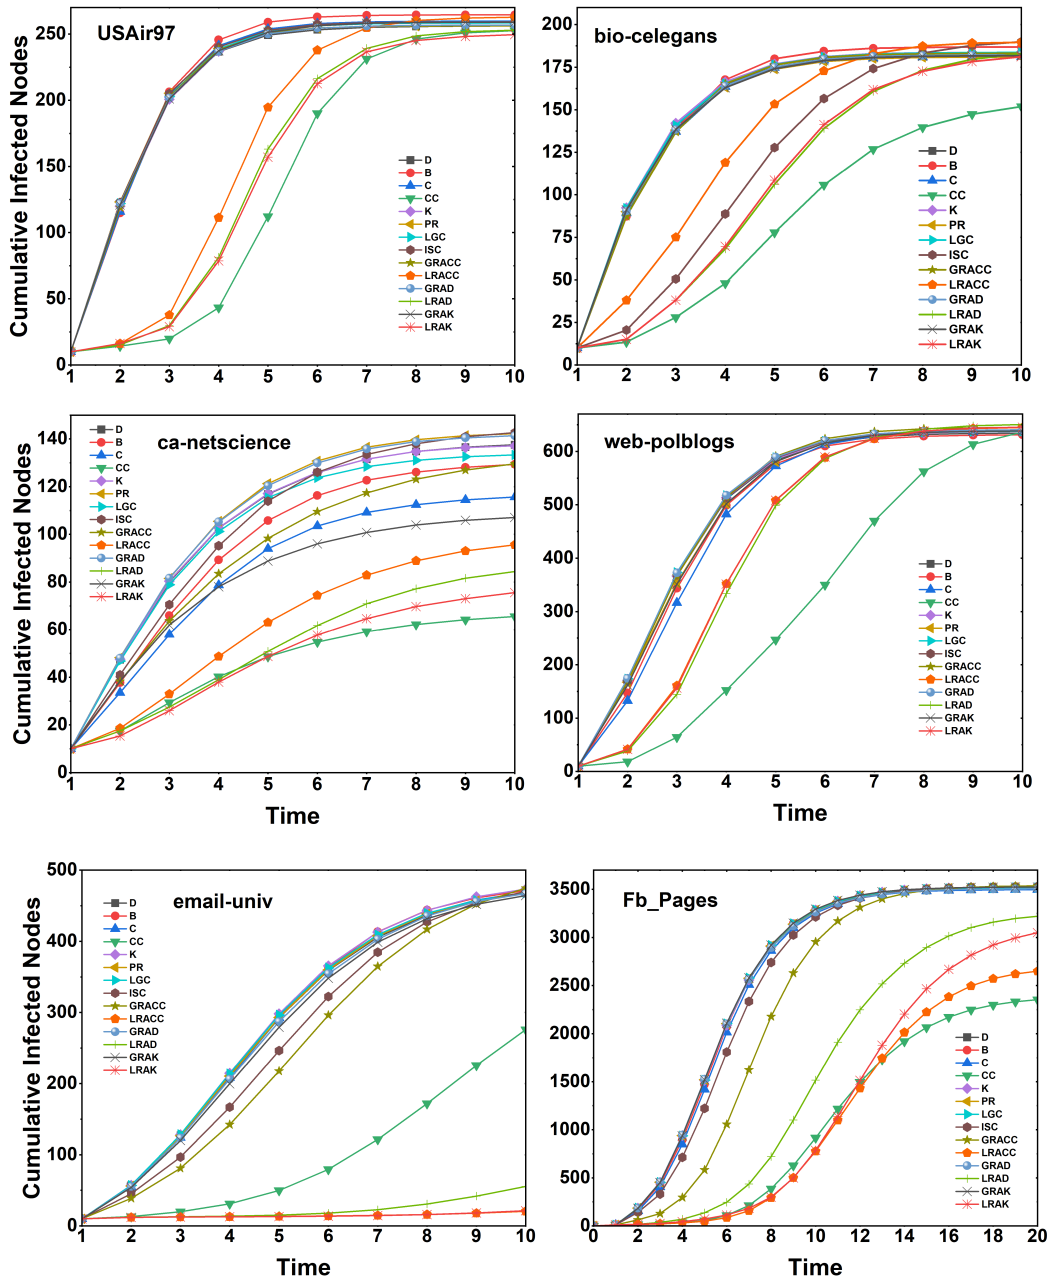 USAir97
Cumulative Infected Nodes
250
200
150
100
50
0
1 2 3 4 5 6 7 8 9 10
D
B
C
CC
K
PR
LGC
ISC
GRACC
LRACC
GRAD
LRAD
GRAK
LRAK
bio-celegans
200
175
150
125
100
75
50
25
0
1 2 3 4 5 6 7 8 9 10
D
B
C
CC
K
PR
LGC
ISC
GRACC
LRACC
GRAD
LRAD
GRAK
LRAK
ca-netscience
Cumulative Infected Nodes
140
120
100
80
60
40
20
0
1 2 3 4 5 6 7 8 9 10
Time
D
B
C
CC
K
PR
LGC
ISC
GRACC
LRACC
GRAD
LRAD
GRAK
LRAK
web-polblogs
600
500
400
300
200
100
0
1 2 3 4 5 6 7 8 9 10
Time
D
B
C
CC
K
PR
LGC
ISC
GRACC
LRACC
GRAD
LRAD
GRAK
LRAK
email-univ
Cumulative Infected Nodes
500
400
300
200
100
0
1 2 3 4 5 6 7 8 9 10
Time
D
B
C
CC
K
PR
LGC
ISC
GRACC
LRACC
GRAD
LRAD
GRAK
LRAK
Fb_Pages
3500
3000
2500
2000
1500
1000
500
0
0 2 4 6 8 10 12 14 16 18 20
Time
D
B
C
CC
K
PR
LGC
ISC
GRACC
LRACC
GRAD
LRAD
GRAK
LRAK